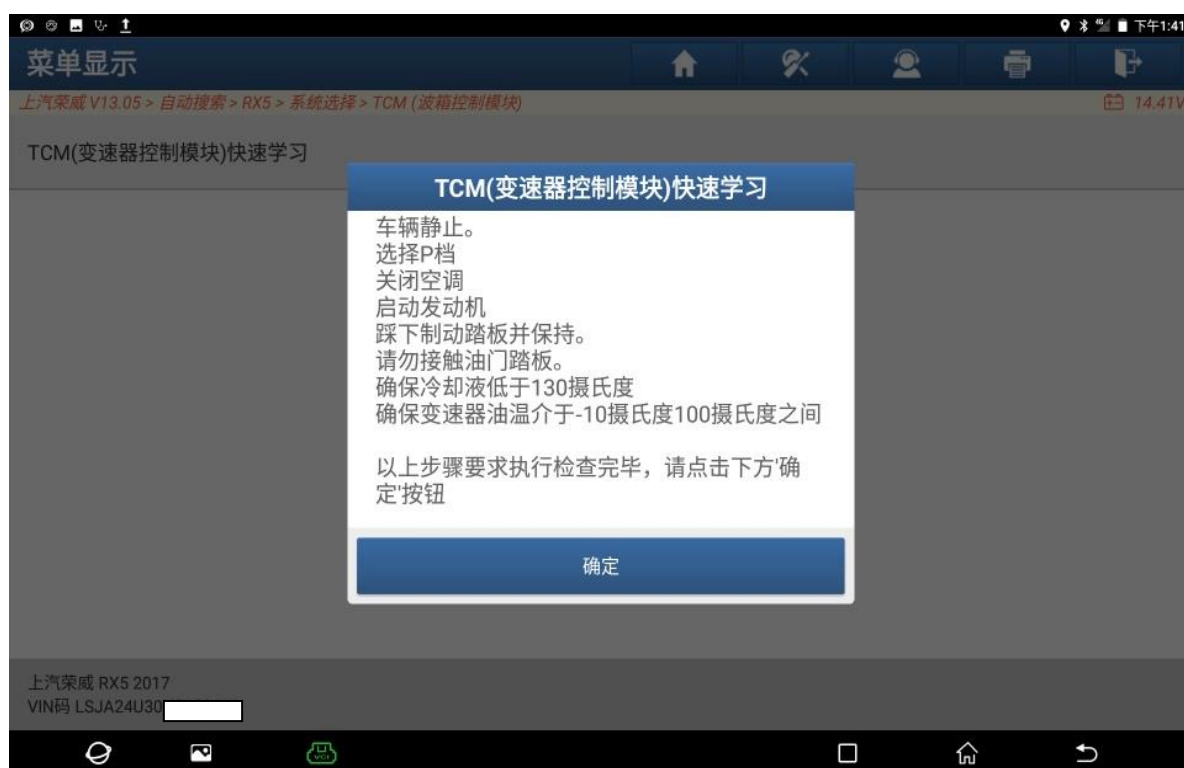 下午1:41
菜单显示
上汽荣威 V13.05 > 自动搜索 > RX5 > 系统选择 > TCM (波箱控制模块)
14.41V
TCM(变速器控制模块)快速学习
TCM(变速器控制模块)快速学习
车辆静止。
选择P档
关闭空调
启动发动机
踩下制动踏板并保持。
请勿接触油门踏板。
确保冷却液低于130摄氏度
确保变速器油温介于-10摄氏度100摄氏度之间
以上步骤要求执行检查完毕，请点击下方'确
定'按钮
确定
上汽荣威 RX5 2017
VIN码 LSJA24U30
VCI